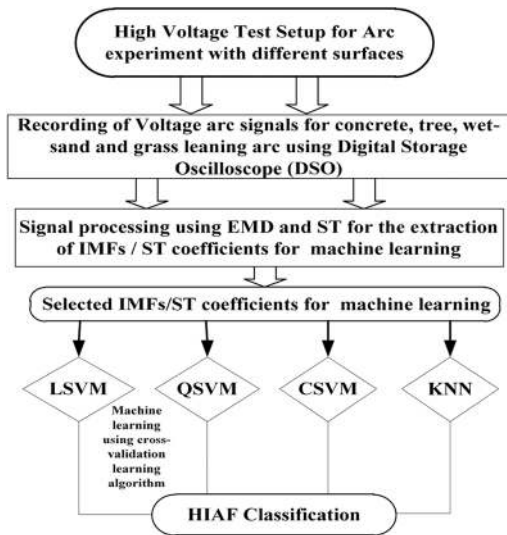 High Voltage Test Setup for Arc
experiment with different surfaces
Recording of Voltage arc signals for concrete, tree, wet-
sand and grass leaning arc using Digital Storage
Oscilloscope (DSO)
Signal processing using EMD and ST for the extraction
of IMFs / ST coefficients for machine learning
Selected IMFs/ST coefficients for machine learning
LSVM
QSVM
CSVM
KNN
Machine
learning
using cross-
validation
learning
algorithm
HIAF Classification